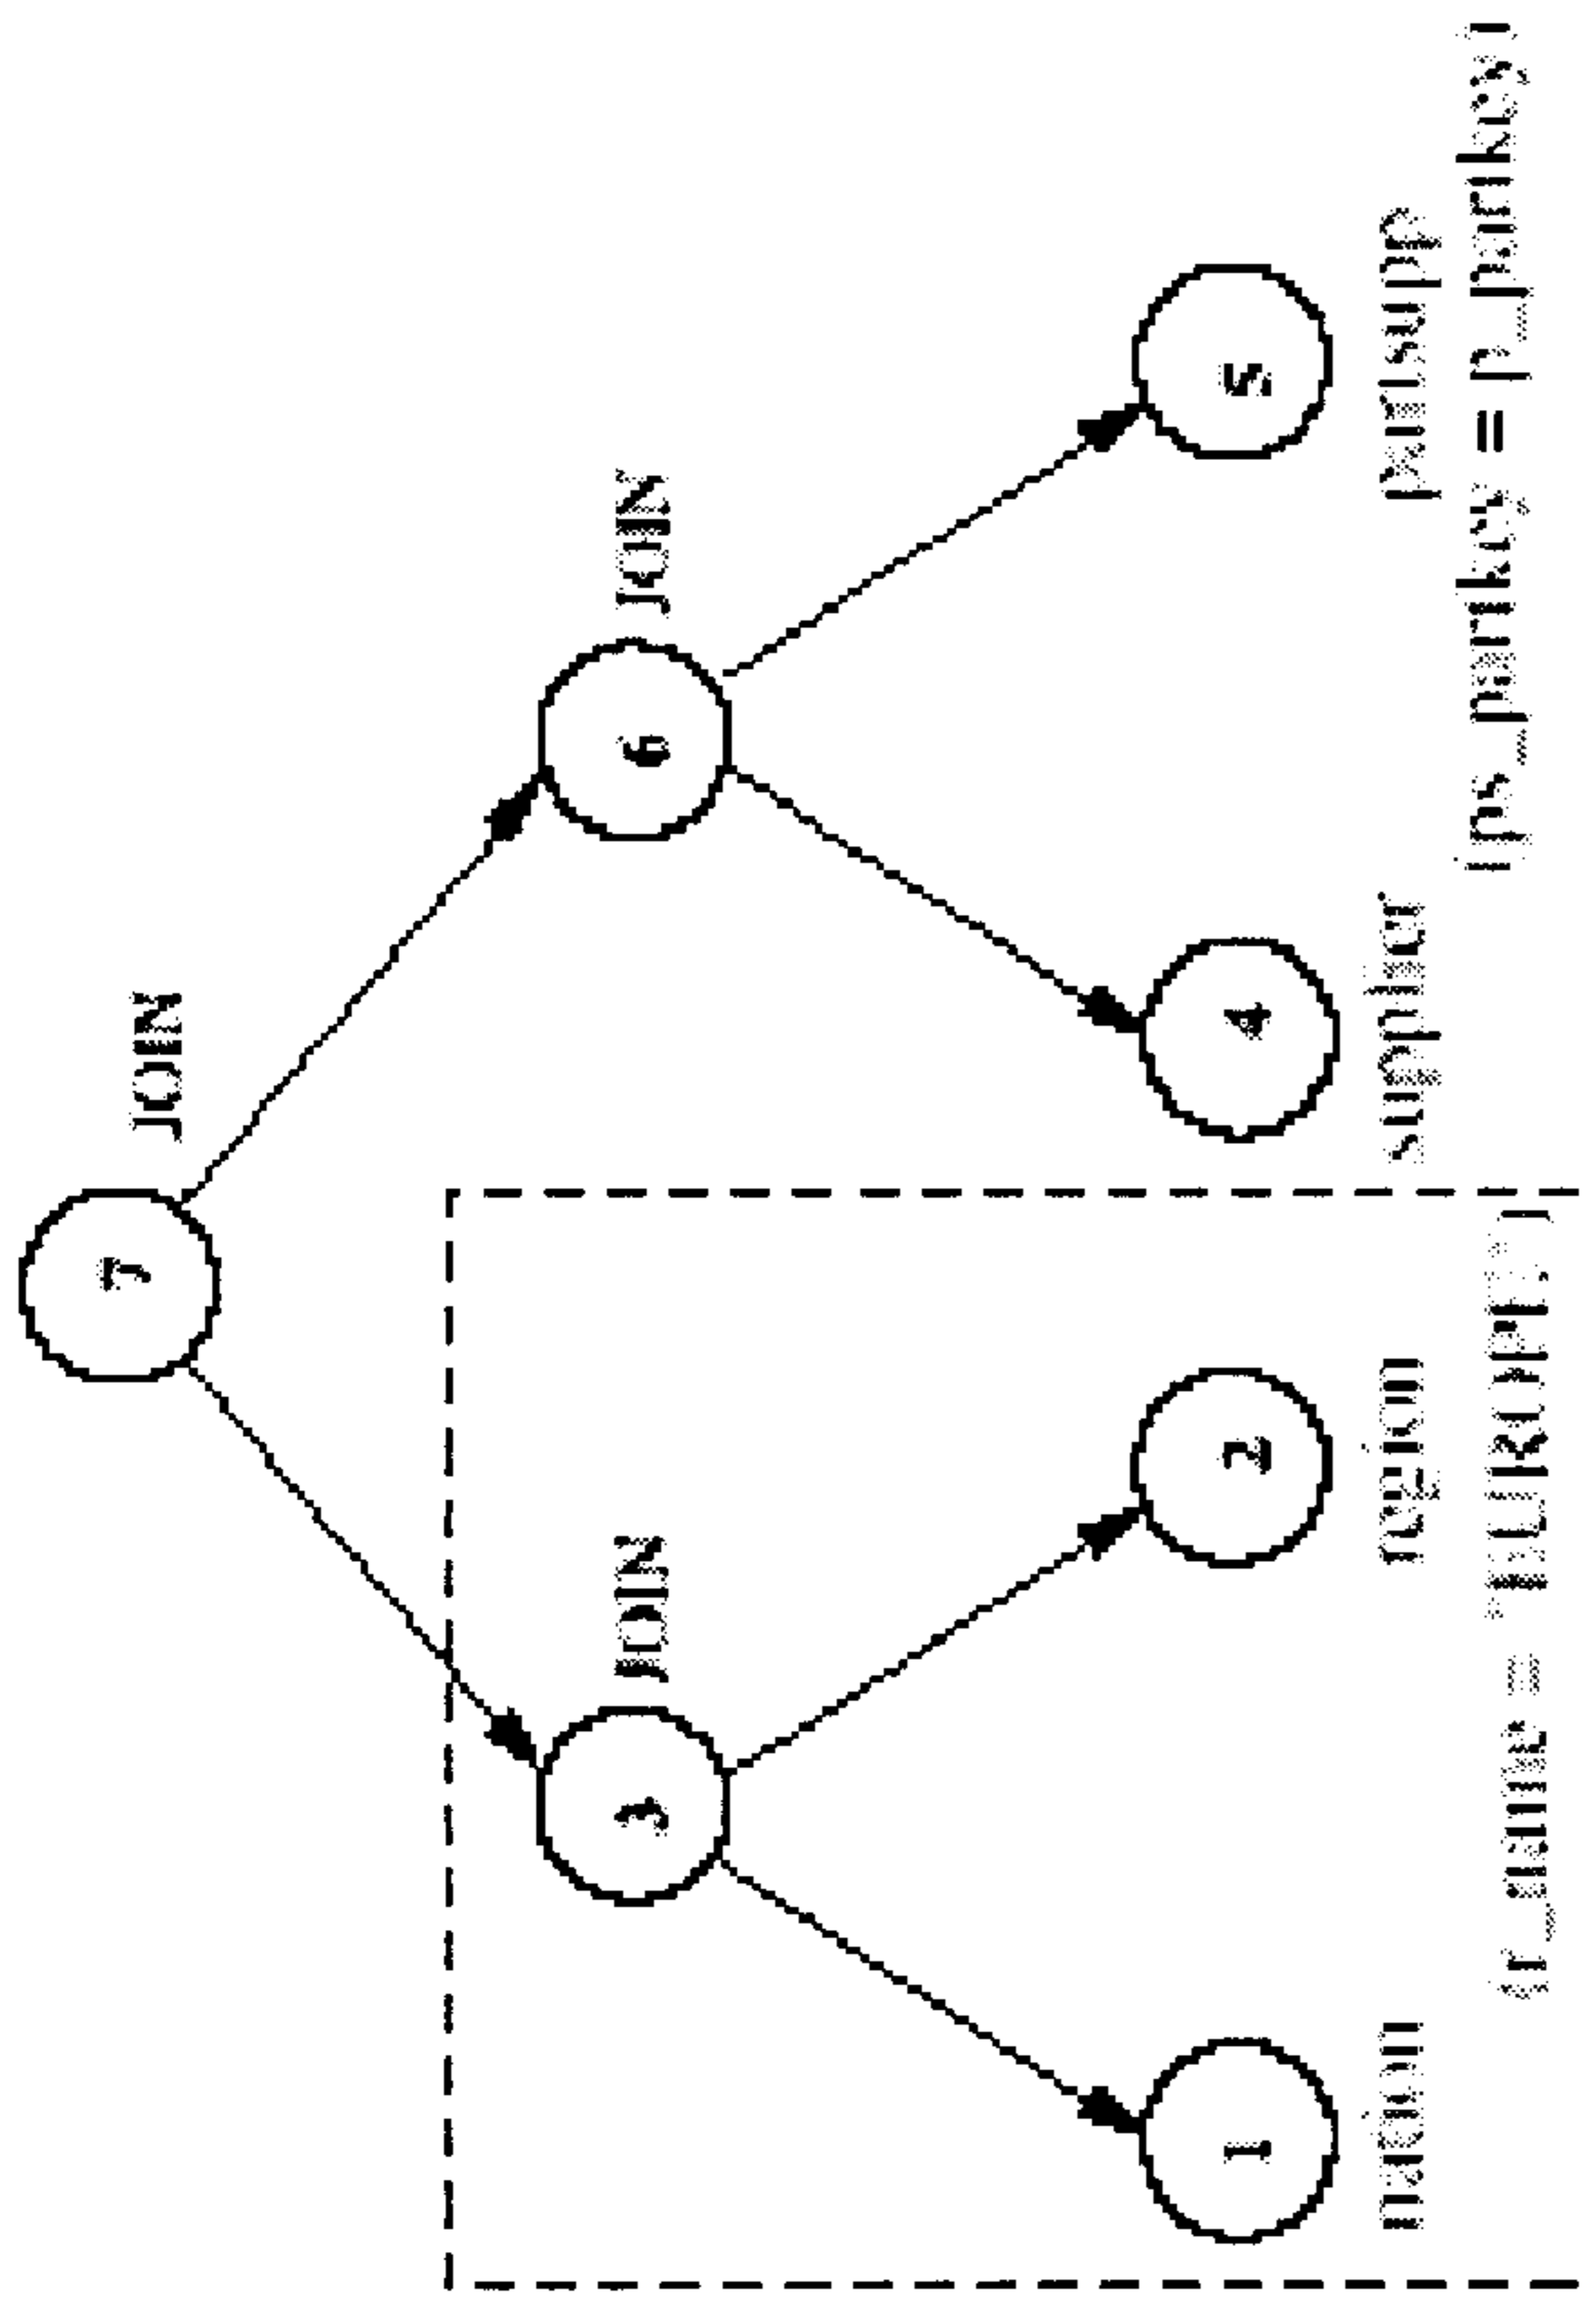 7
JOIN
3
JOIN
6
JOIN
1
2
4
5
nation
region
supplier
partsupp
(r_name = "EUROPE")
[ps_partkey = p_partkey]